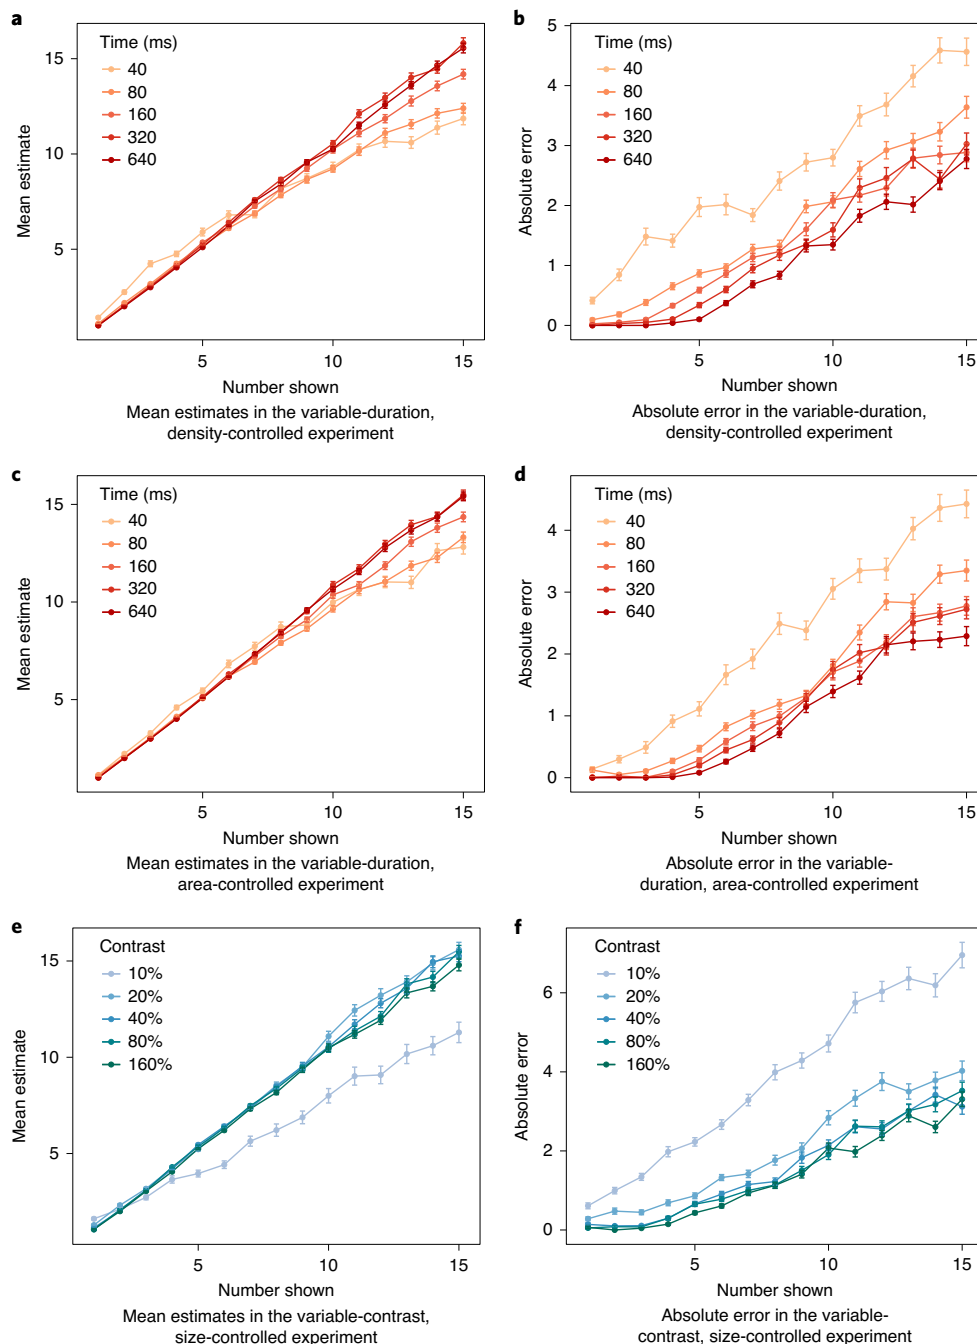 a
Time (ms)
40
80
160
320
640
15
10
5
Mean estimate
5
10
15
Number shown
Mean estimates in the variable-duration,
density-controlled experiment
b
Time (ms)
40
80
160
320
640
5
4
3
2
1
0
Absolute error
5
10
15
Number shown
Absolute error in the variable-duration,
density-controlled experiment
c
Time (ms)
40
80
160
320
640
15
10
5
Mean estimate
5
10
15
Number shown
Mean estimates in the variable-duration,
area-controlled experiment
d
Time (ms)
40
80
160
320
640
4
3
2
1
0
Absolute error
5
10
15
Number shown
Absolute error in the variable-
duration, area-controlled experiment
e
Contrast
10%
20%
40%
80%
160%
15
10
5
Mean estimate
5
10
15
Number shown
Mean estimates in the variable-contrast,
size-controlled experiment
f
Contrast
10%
20%
40%
80%
160%
6
4
2
0
Absolute error
5
10
15
Number shown
Absolute error in the variable-
contrast, size-controlled experiment